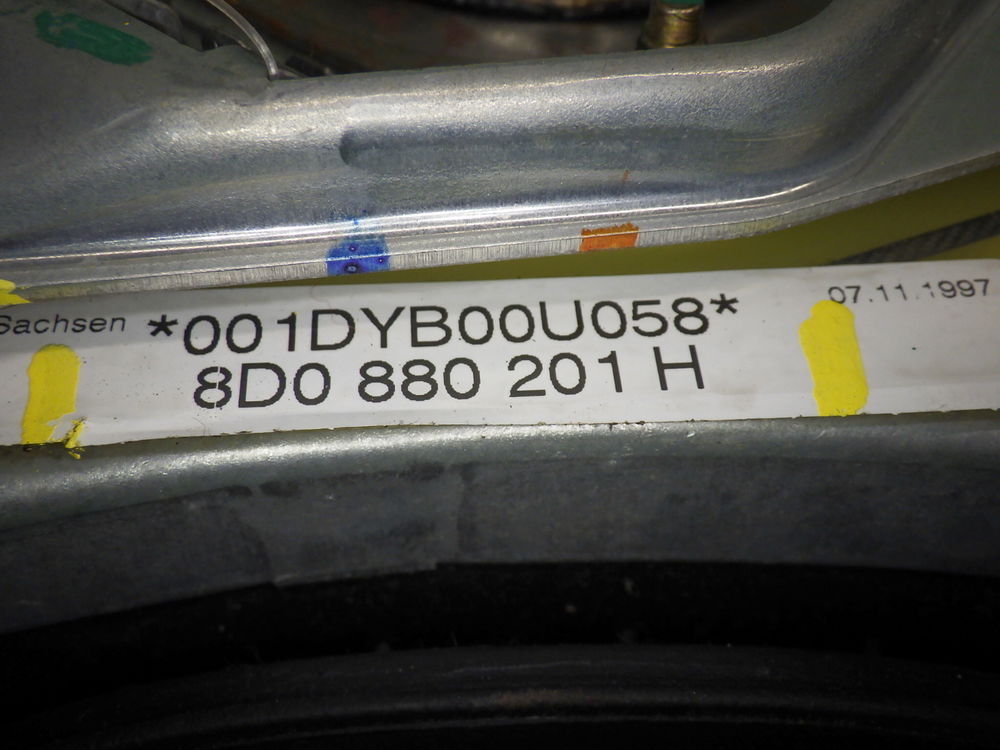 Sachsen *001DYB00U058* 07.11.1997
8D0 880 201 H